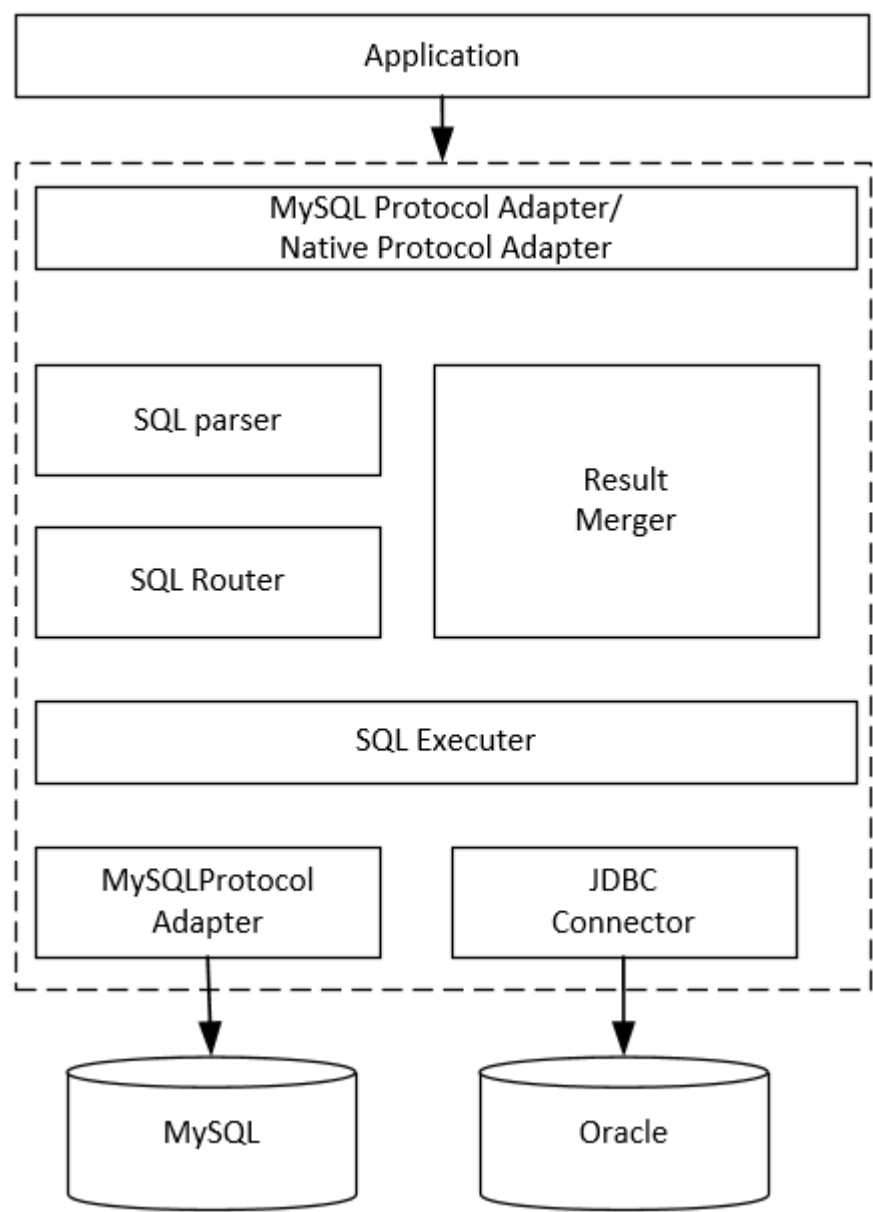 Application
MySQL Protocol Adapter/
Native Protocol Adapter
SQL parser
Result
Merger
SQL Router
SQL Executer
MySQLProtocol
Adapter
JDBC
Connector
MySQL
Oracle